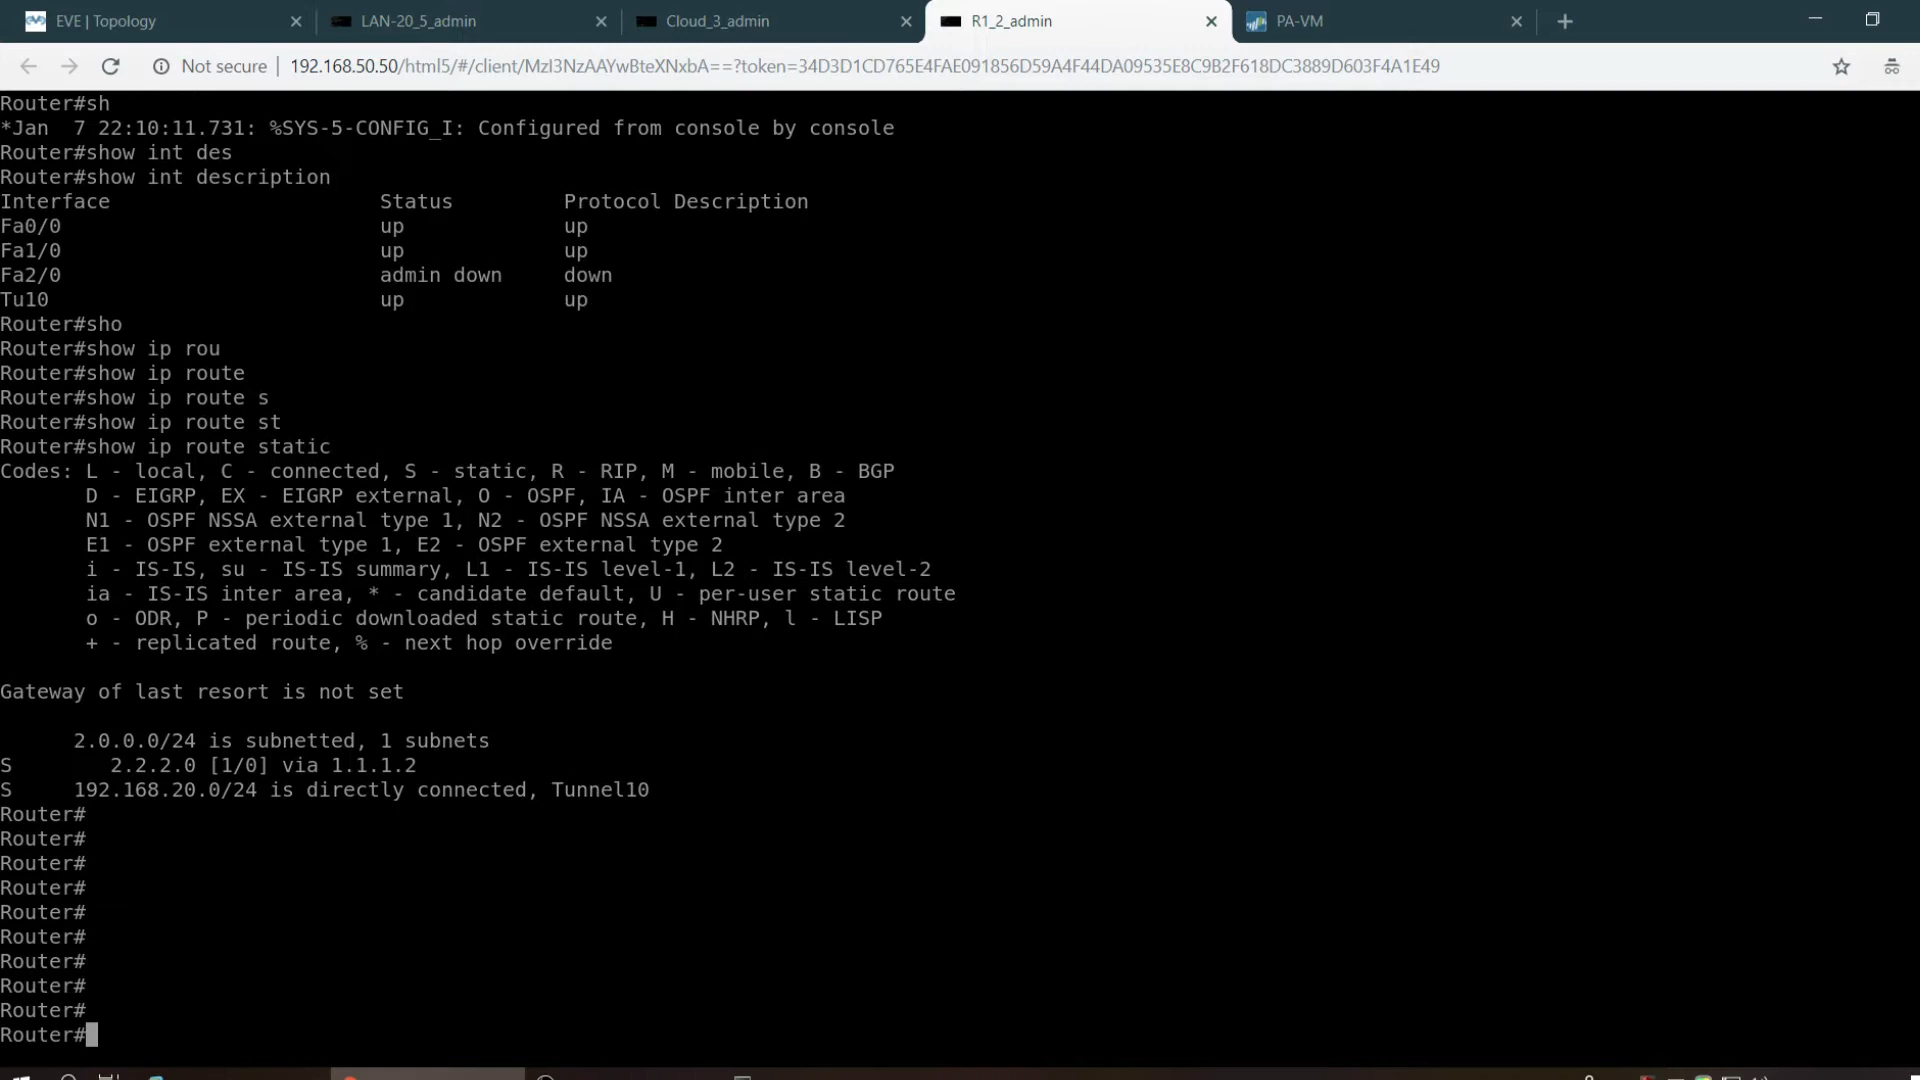 EVE | Topology LAN-20_5_admin Cloud_3_admin R1_2_admin PA-VM
Not secure | 192.168.50.50/html5/#/client/MzI3NzAAYwBteXNxbA==?token=34D3D1CD765E4FAE091856D59A4F44DA09535E8C9B2F618DC3889D603F4A1E49
Router#sh
*Jan  7 22:10:11.731: %SYS-5-CONFIG_I: Configured from console by console
Router#show int des
Router#show int description
Interface                      Status         Protocol Description
Fa0/0                          up             up
Fa1/0                          up             up
Fa2/0                          admin down     down
Tu10                           up             up
Router#sho
Router#show ip rou
Router#show ip route
Router#show ip route s
Router#show ip route st
Router#show ip route static
Codes: L - local, C - connected, S - static, R - RIP, M - mobile, B - BGP
       D - EIGRP, EX - EIGRP external, O - OSPF, IA - OSPF inter area
       N1 - OSPF NSSA external type 1, N2 - OSPF NSSA external type 2
       E1 - OSPF external type 1, E2 - OSPF external type 2
       i - IS-IS, su - IS-IS summary, L1 - IS-IS level-1, L2 - IS-IS level-2
       ia - IS-IS inter area, * - candidate default, U - per-user static route
       o - ODR, P - periodic downloaded static route, H - NHRP, l - LISP
       + - replicated route, % - next hop override
Gateway of last resort is not set
      2.0.0.0/24 is subnetted, 1 subnets
S        2.2.2.0 [1/0] via 1.1.1.2
S     192.168.20.0/24 is directly connected, Tunnel10
Router#
Router#
Router#
Router#
Router#
Router#
Router#
Router#
Router#
Router#